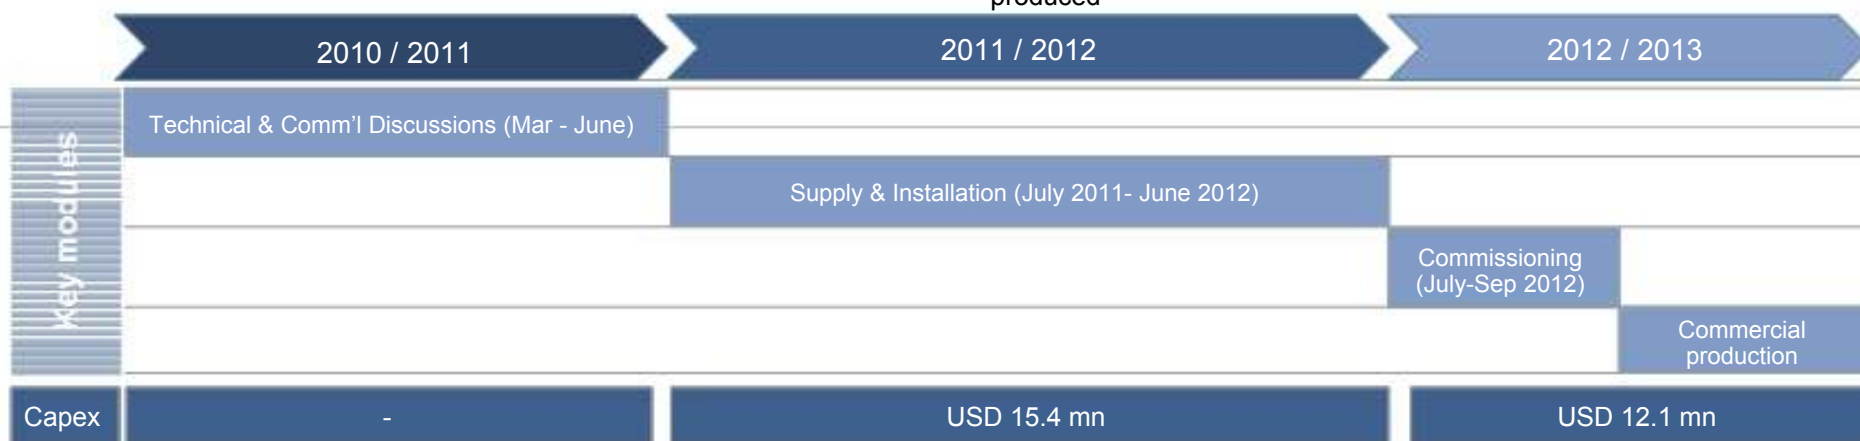 produced
2010 / 2011
2011 / 2012
2012 / 2013
Key modules
Technical & Comm'l Discussions (Mar - June)
Supply & Installation (July 2011- June 2012)
Commissioning
(July-Sep 2012)
Commercial
production
Capex
-
USD 15.4 mn
USD 12.1 mn